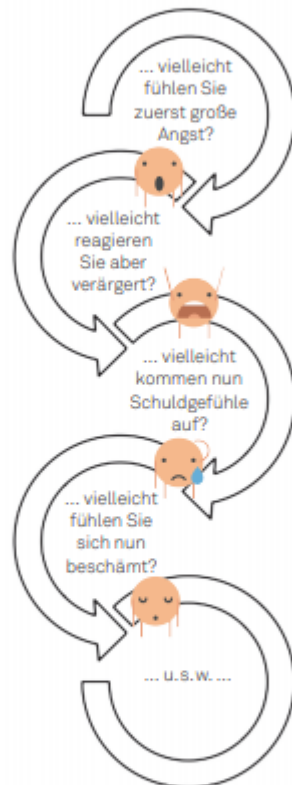 ... vielleicht
fühlen Sie
zuerst große
Angst?
... vielleicht
reagieren
Sie aber
verärgert?
... vielleicht
kommen nun
Schuldgefühle
auf?
... vielleicht
fühlen Sie
sich nun
beschämt?
... u.s.w. ...